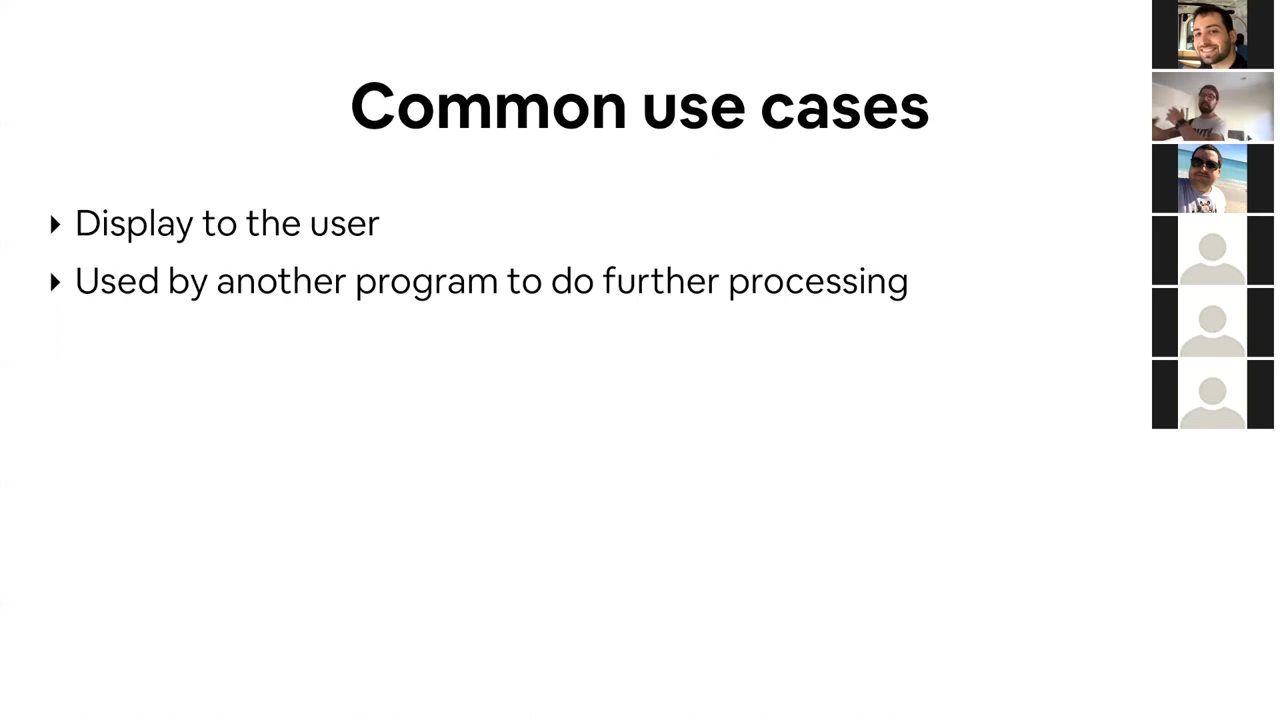 Common use cases
Display to the user
Used by another program to do further processing